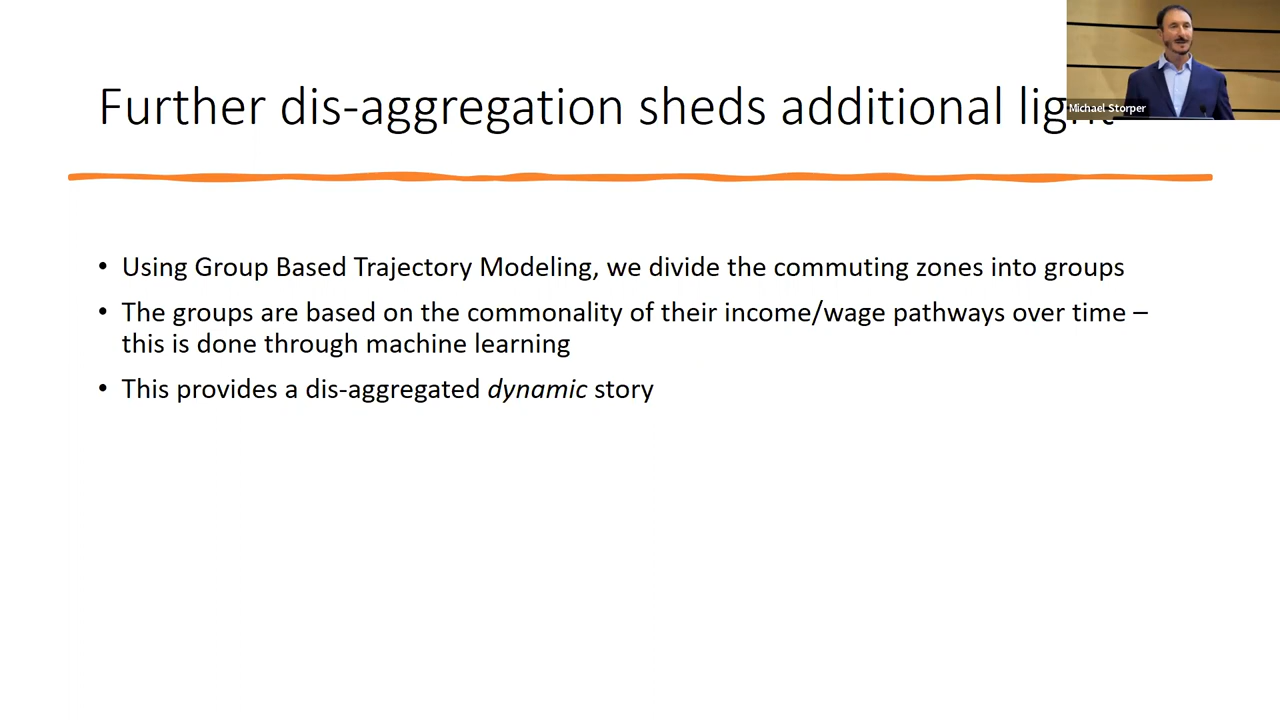 Further dis-aggregation sheds additional light
Michael Storper
• Using Group Based Trajectory Modeling, we divide the commuting zones into groups
• The groups are based on the commonality of their income/wage pathways over time –
this is done through machine learning
• This provides a dis-aggregated dynamic story